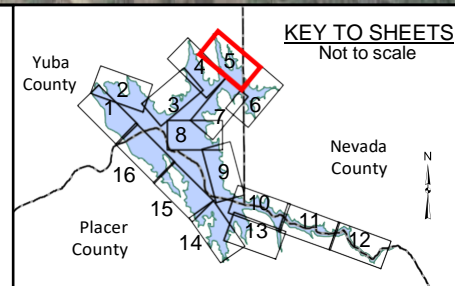 KEY TO SHEETS
Not to scale
Yuba
County
5
4
2
6
1
3
7
8
Nevada
County
N
9
16
10
15
11
Placer
County
13
12
14